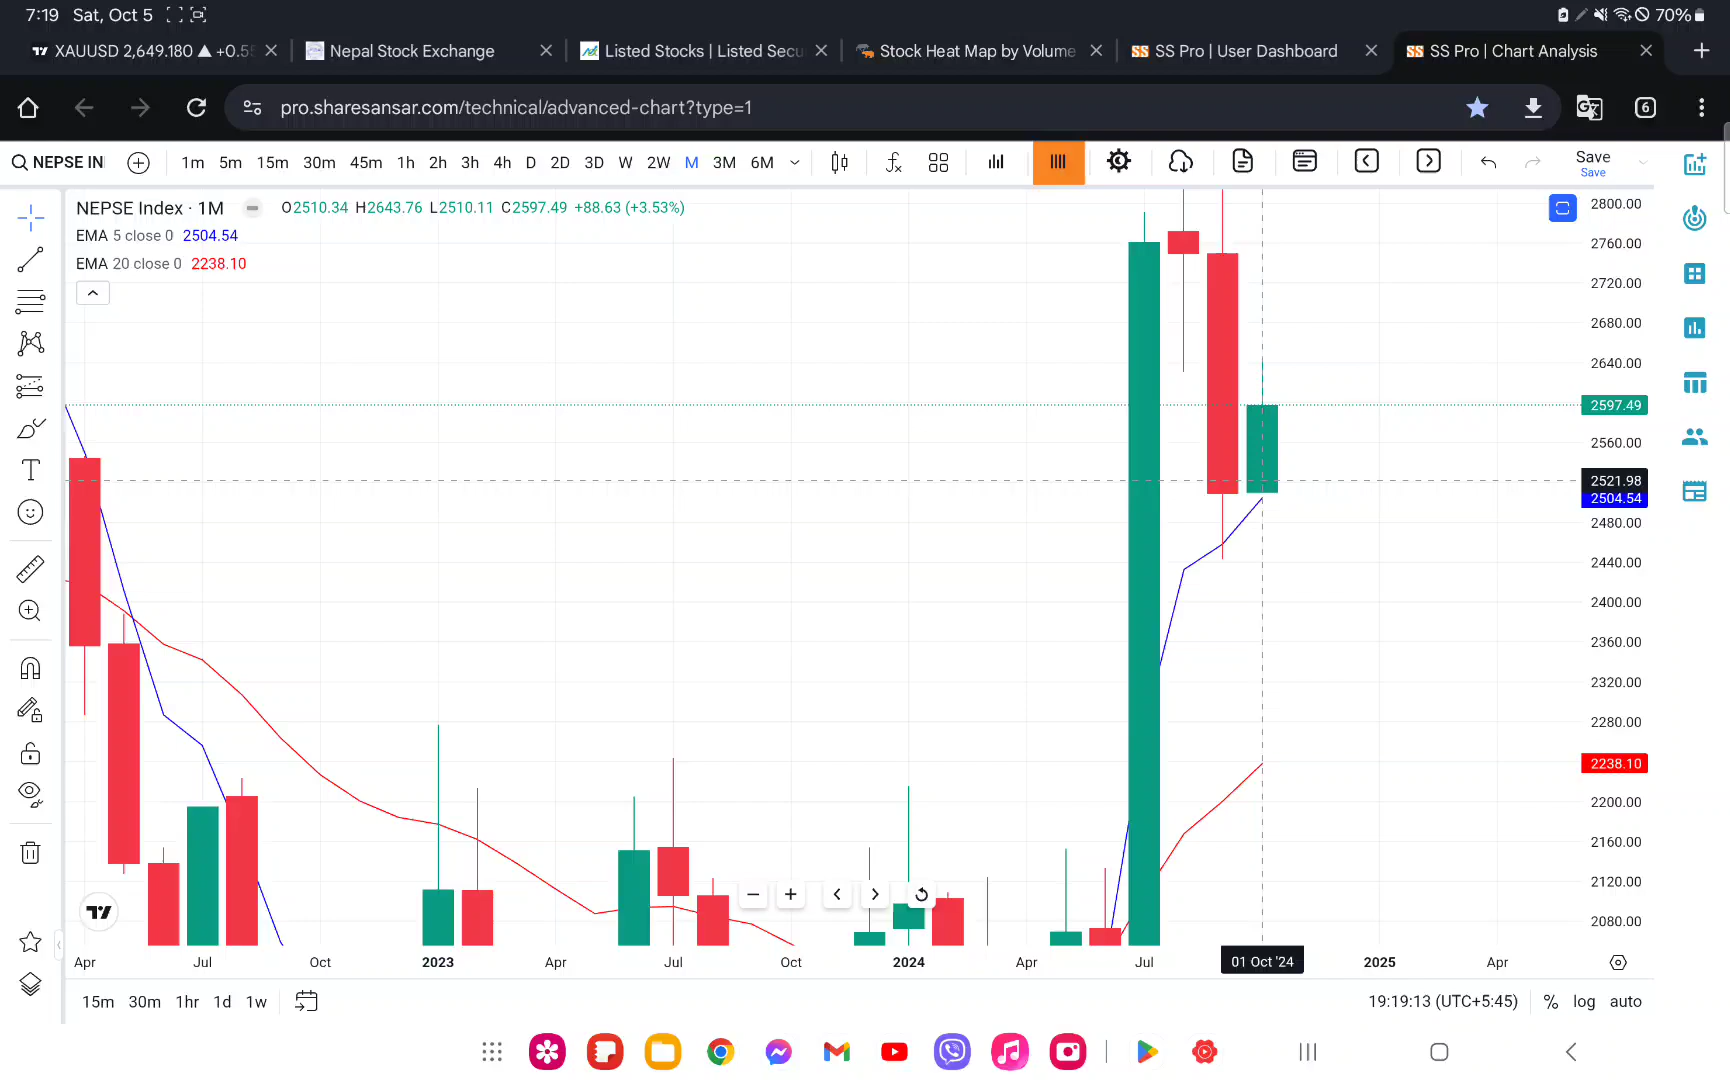 7:19 Sat, Oct 5 70%
XAUUSD 2,649.180 ▲ +0.5 Nepal Stock Exchange Listed Stocks | Listed Secu Stock Heat Map by Volume SS SS Pro | User Dashboard SS SS Pro | Chart Analysis
pro.sharesansar.com/technical/advanced-chart?type=1 6
NEPSE IN 1m 5m 15m 30m 45m 1h 2h 3h 4h D 2D 3D W 2W M 3M 6M Save
Save
NEPSE Index · 1M O2510.34 H2643.76 L2510.11 C2597.49 +88.63 (+3.53%)
EMA 5 close 0 2504.54
EMA 20 close 0 2238.10
2800.00
2760.00
2720.00
2680.00
2640.00
2597.49
2560.00
2521.98
2504.54
2480.00
2440.00
2400.00
2360.00
2320.00
2280.00
2238.10
2200.00
2160.00
2120.00
2080.00
Apr Jul Oct 2023 Apr Jul Oct 2024 Apr Jul 01 Oct '24 2025 Apr
15m 30m 1hr 1d 1w 19:19:13 (UTC+5:45) % log auto